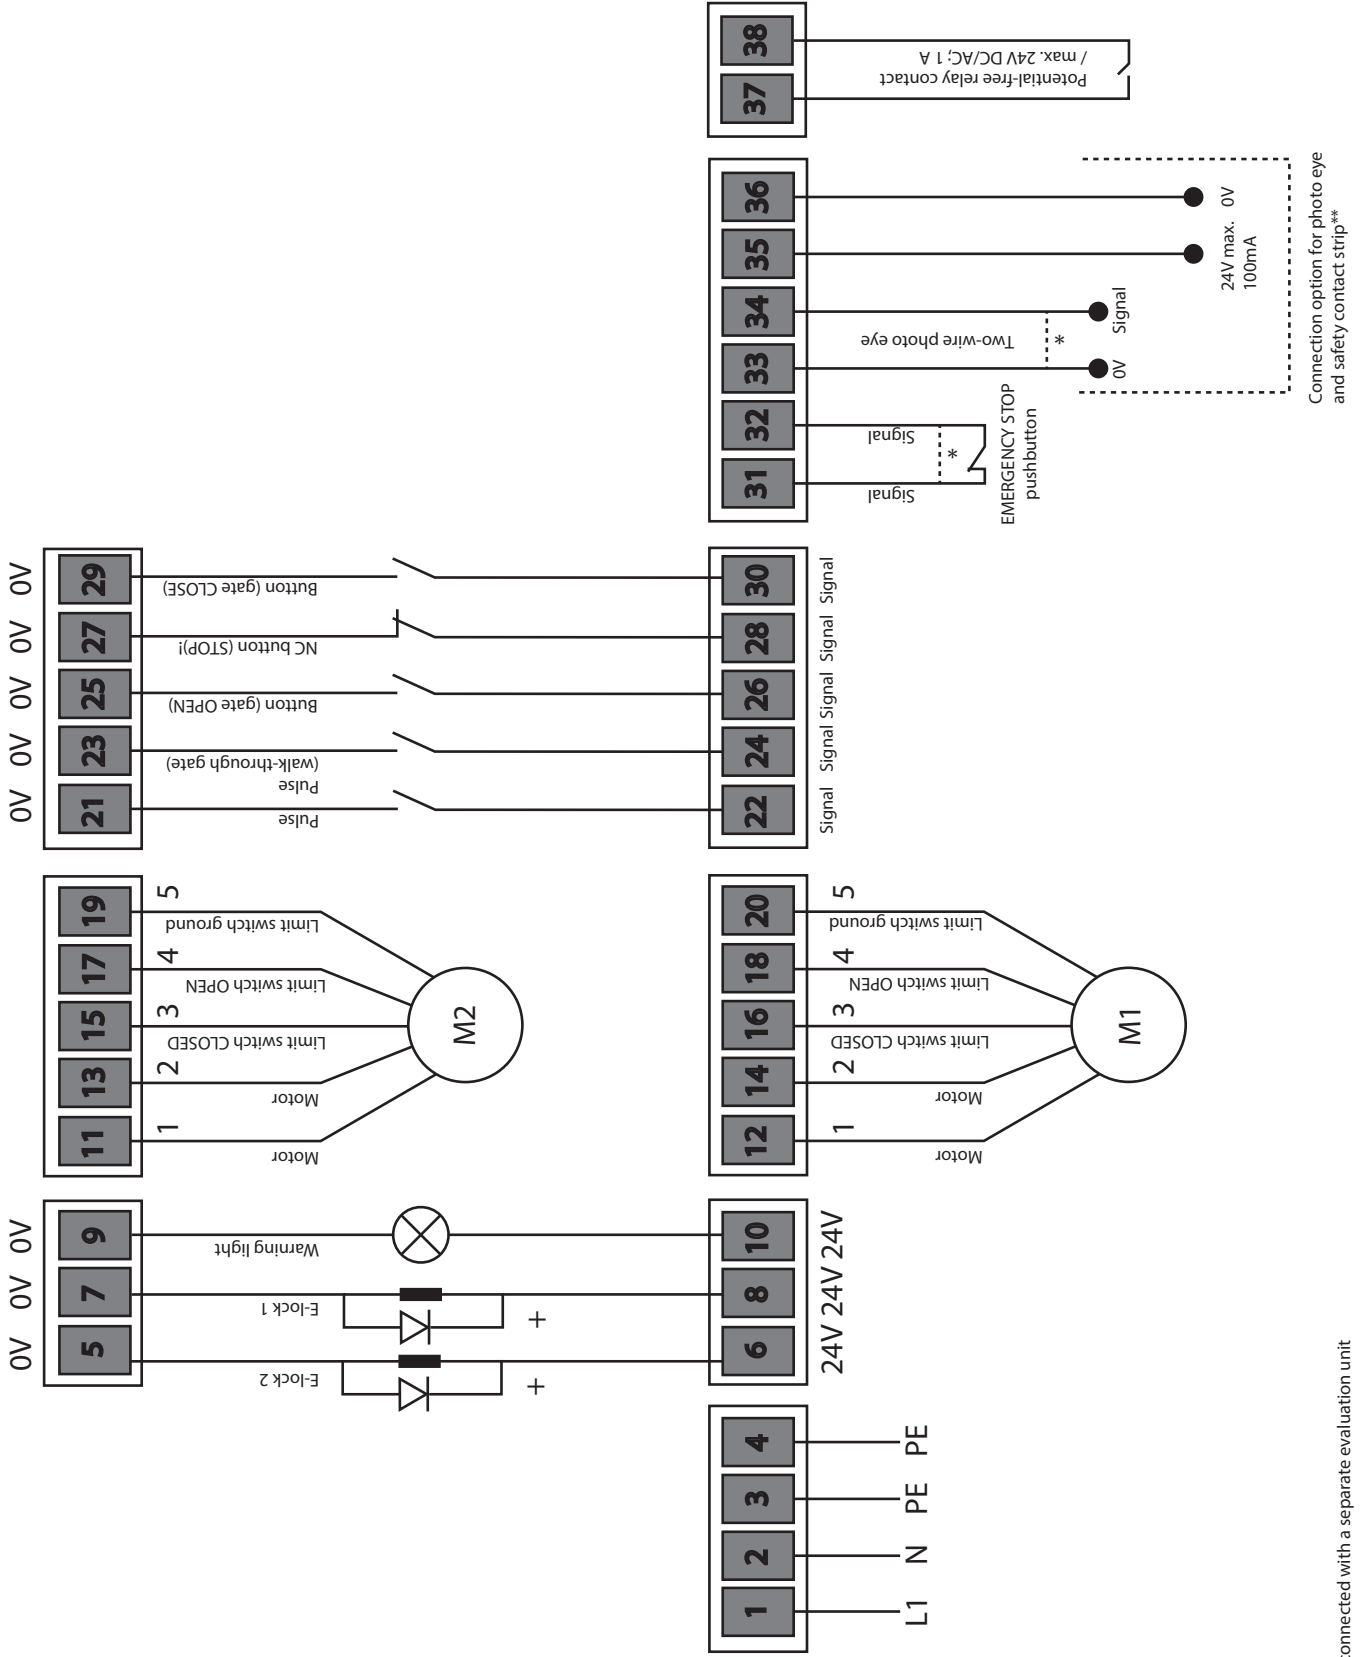 0V 0V 0V 0V 0V 0V 0V 0V
5 7 9 11 13 15 17 19 21 23 25 27 29
1 2 3 4 5
E-lock 2
E-lock 1
Warning light
Motor
Motor
Limit switch CLOSED
Limit switch OPEN
Limit switch ground
M2
Pulse
Pulse
(walk-through gate)
Button (gate OPEN)
NC button (STOP!)
Button (gate CLOSE)
+ +
1 2 3 4 6 8 10 12 14 16 18 20 22 24 26 28 30 31 32 33 34 35 36 37 38
24V 24V 24V
1 2 3 4 5
Signal Signal Signal Signal Signal
L1 N PE PE
Motor
Motor
Limit switch CLOSED
Limit switch OPEN
Limit switch ground
M1
Signal
Signal
*
EMERGENCY STOP
pushbutton
Two-wire photo eye
*
0V
Signal
24V max.
100mA
0V
Potential-free relay contact
/ max. 24V DC/AC; 1 A
Connection option for photo eye
and safety contact strip**
connected with a separate evaluation unit